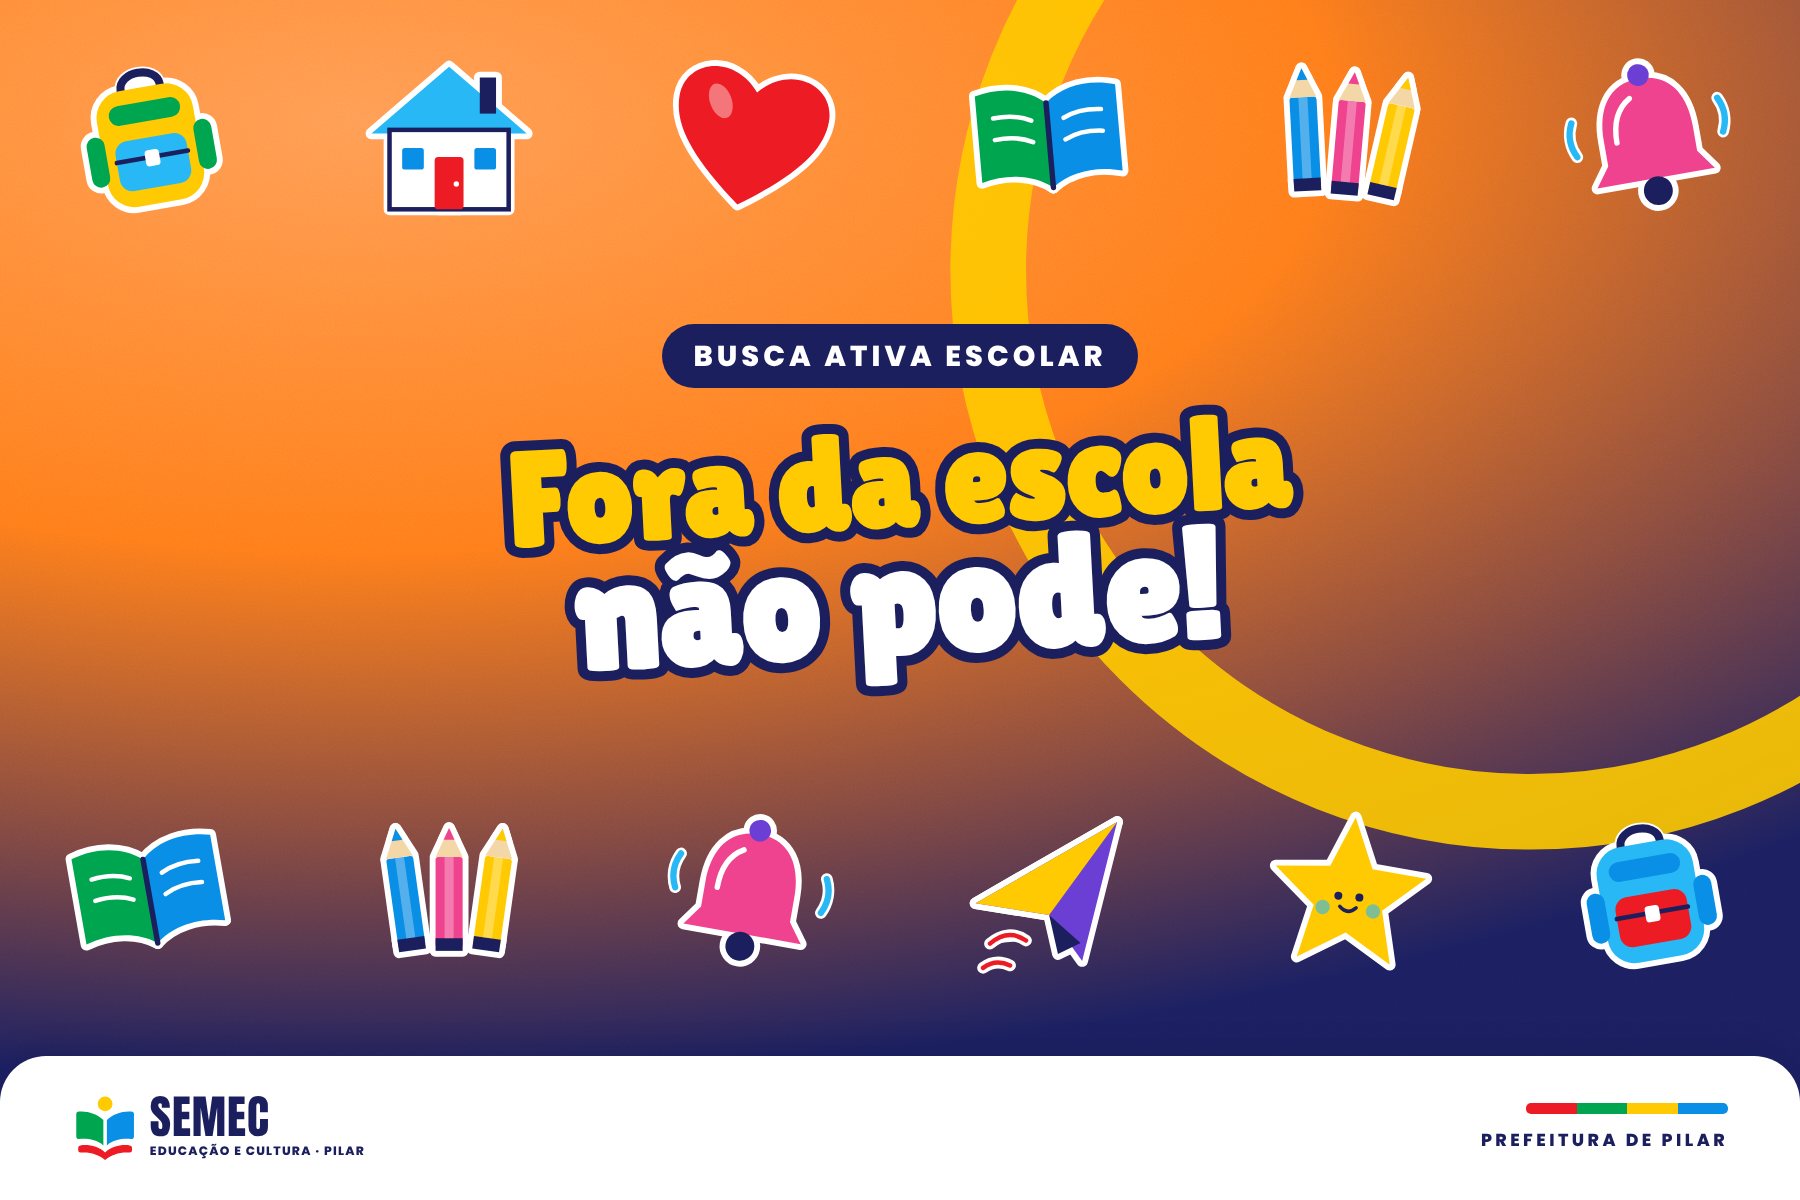 BUSCA ATIVA ESCOLAR
Fora da escola
não pode!
SEMEC
EDUCAÇÃO E CULTURA · PILAR
PREFEITURA DE PILAR